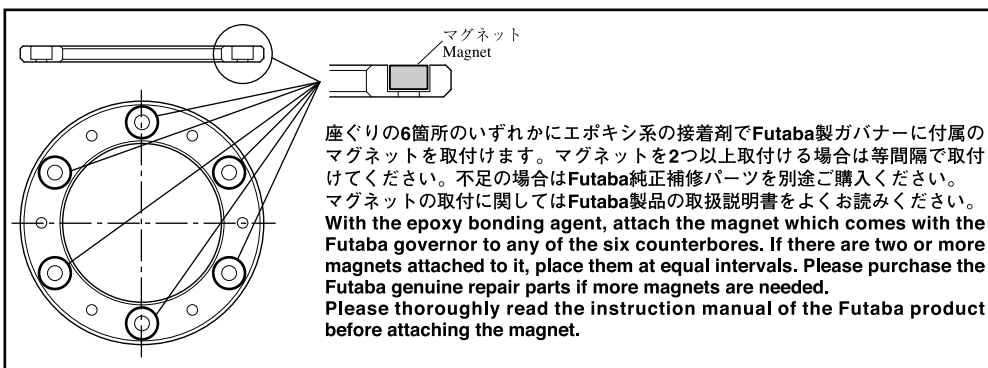 マグネット
Magnet
座ぐりの6箇所のいずれかにエポキシ系の接着剤でFutaba製ガバナーに付属の
マグネットを取付けます。マグネットを2つ以上取付ける場合は等間隔で取付
けてください。不足の場合はFutaba純正補修パーツを別途ご購入ください。
マグネットの取付に関してはFutaba製品の取扱説明書をよくお読みください。
With the epoxy bonding agent, attach the magnet which comes with the
Futaba governor to any of the six counterbores. If there are two or more
magnets attached to it, place them at equal intervals. Please purchase the
Futaba genuine repair parts if more magnets are needed.
Please thoroughly read the instruction manual of the Futaba product
before attaching the magnet.